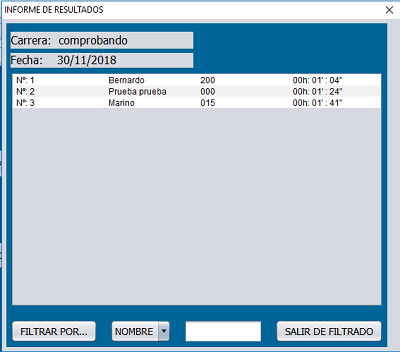 INFORME DE RESULTADOS
Carrera: comprobando
Fecha: 30/11/2018
Nº: 1 Bernardo 200 00h: 01' : 04"
Nº: 2 Prueba prueba 000 00h: 01' : 24"
Nº: 3 Marino 015 00h: 01' : 41"
FILTRAR POR... NOMBRE SALIR DE FILTRADO